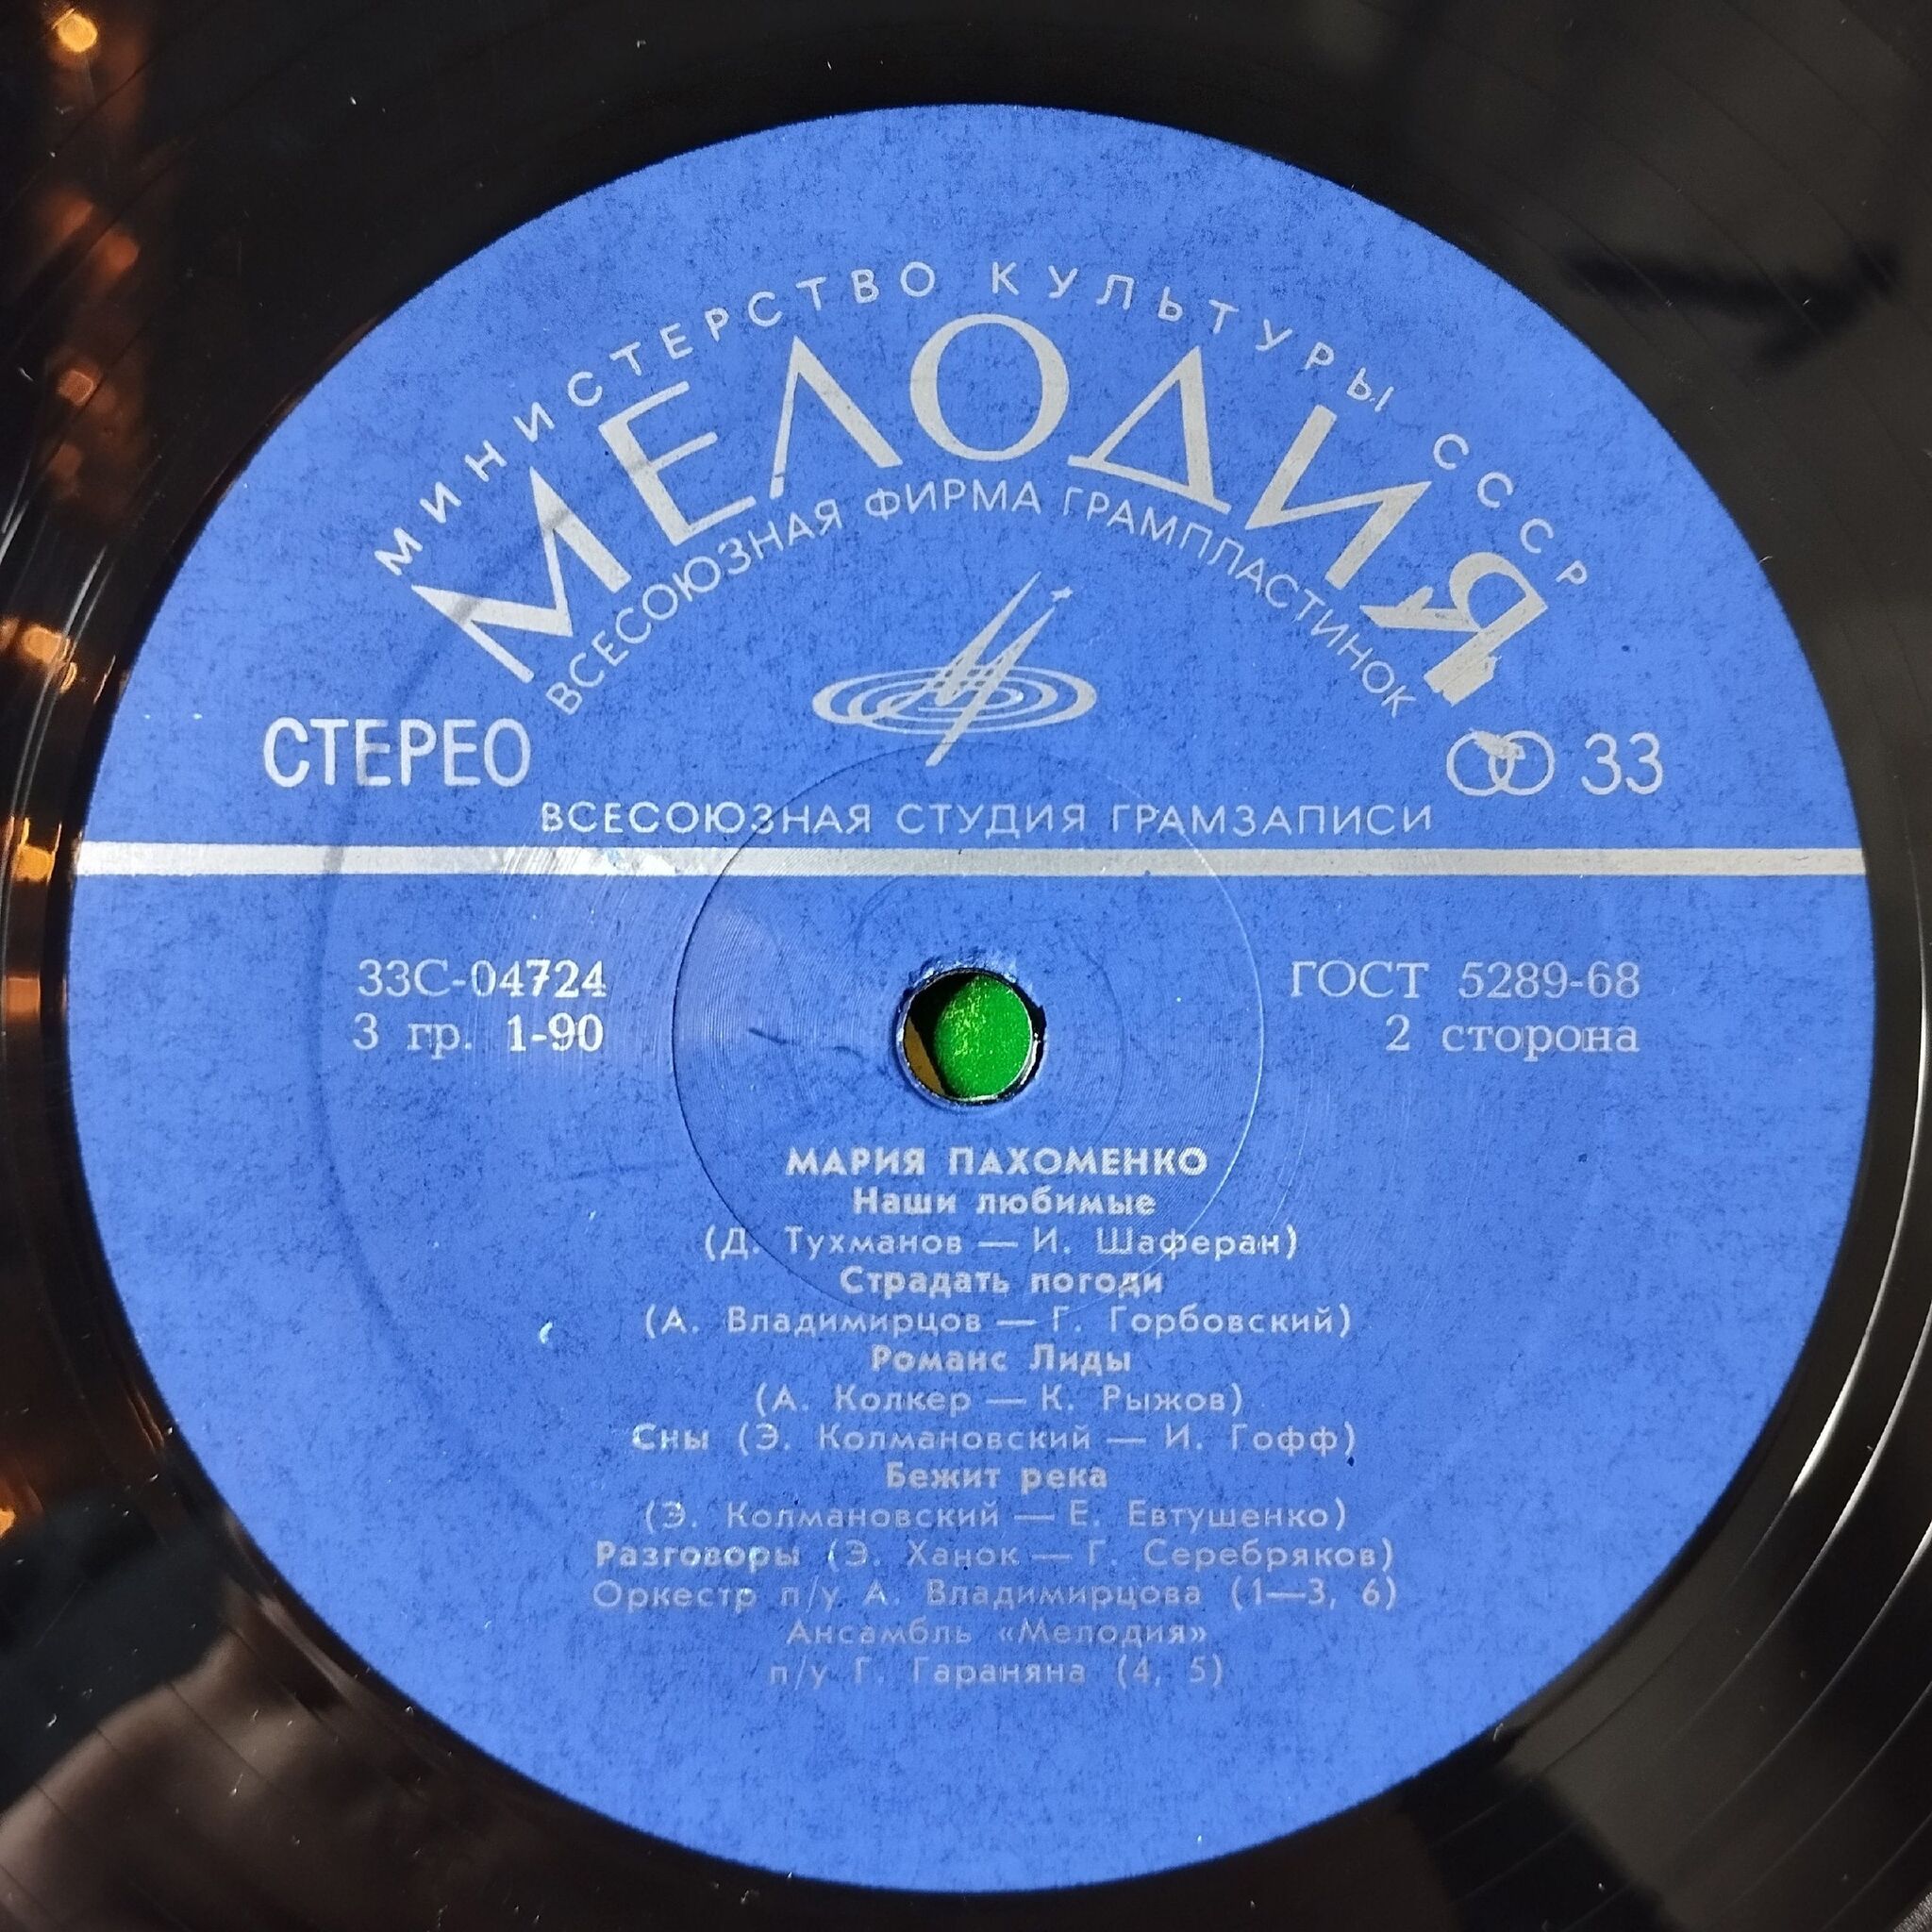 МИНИСТЕРСТВО КУЛЬТУРЫ СССР
МЕЛОДИЯ
ВСЕСОЮЗНАЯ ФИРМА ГРАМПЛАСТИНОК
СТЕРЕО
33
ВСЕСОЮЗНАЯ СТУДИЯ ГРАМЗАПИСИ
33С-04724
ГОСТ 5289-68
3 гр. 1-90
2 сторона
МАРИЯ ПАХОМЕНКО
Наши любимые
(Д. Тухманов — И. Шаферан)
Страдать погоди
(А. Владимирцов — Г. Горбовский)
Романс Лиды
(А. Колкер — К. Рыжов)
Сны (Э. Колмановский — И. Гофф)
Бежит река
(Э. Колмановский — Е. Евтушенко)
Разговоры (Э. Ханок — Г. Серебряков)
Оркестр п/у А. Владимирцова (1—3, 6)
Ансамбль «Мелодия»
п/у Г. Гараняна (4, 5)